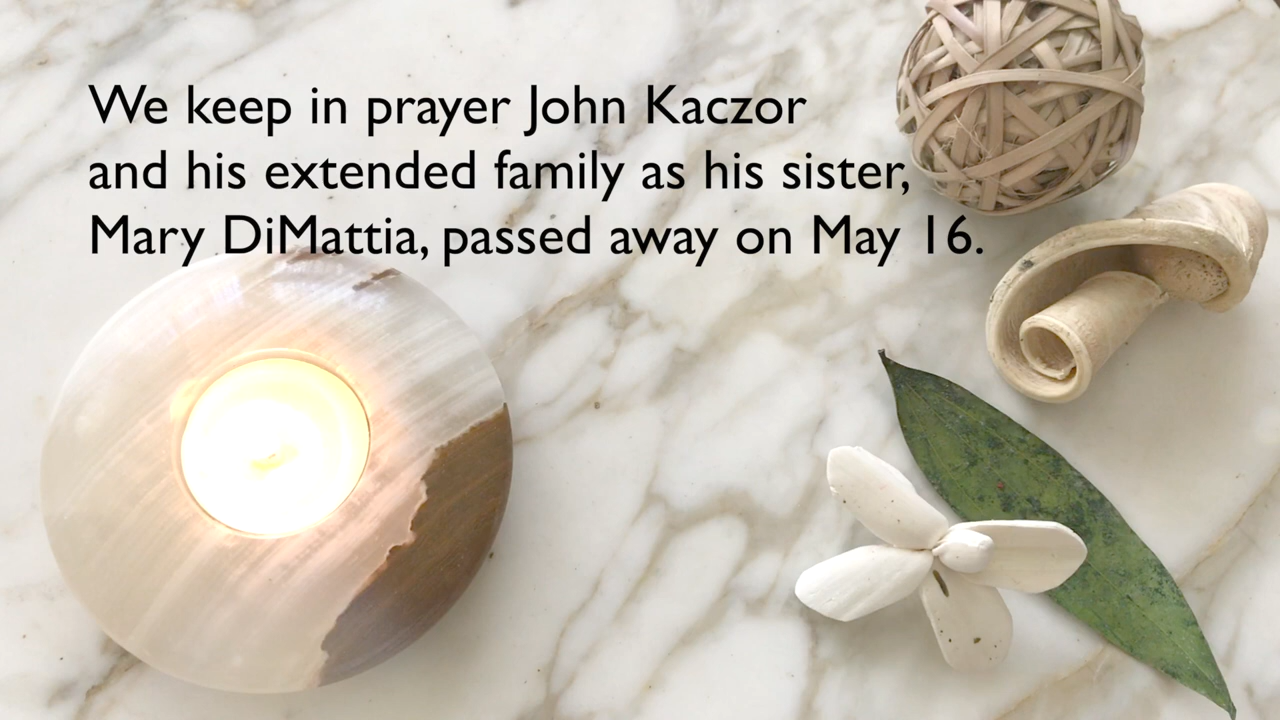 We keep in prayer John Kaczor
and his extended family as his sister,
Mary DiMattia, passed away on May 16.